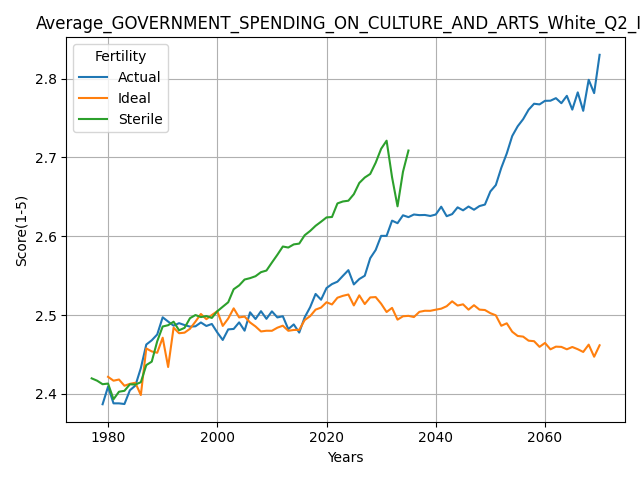 Average_GOVERNMENT_SPENDING_ON_CULTURE_AND_ARTS_White_Q2_I
Fertility
Actual
Ideal
Sterile
Score(1-5)
2.8
2.7
2.6
2.5
2.4
1980 2000 2020 2040 2060
Years